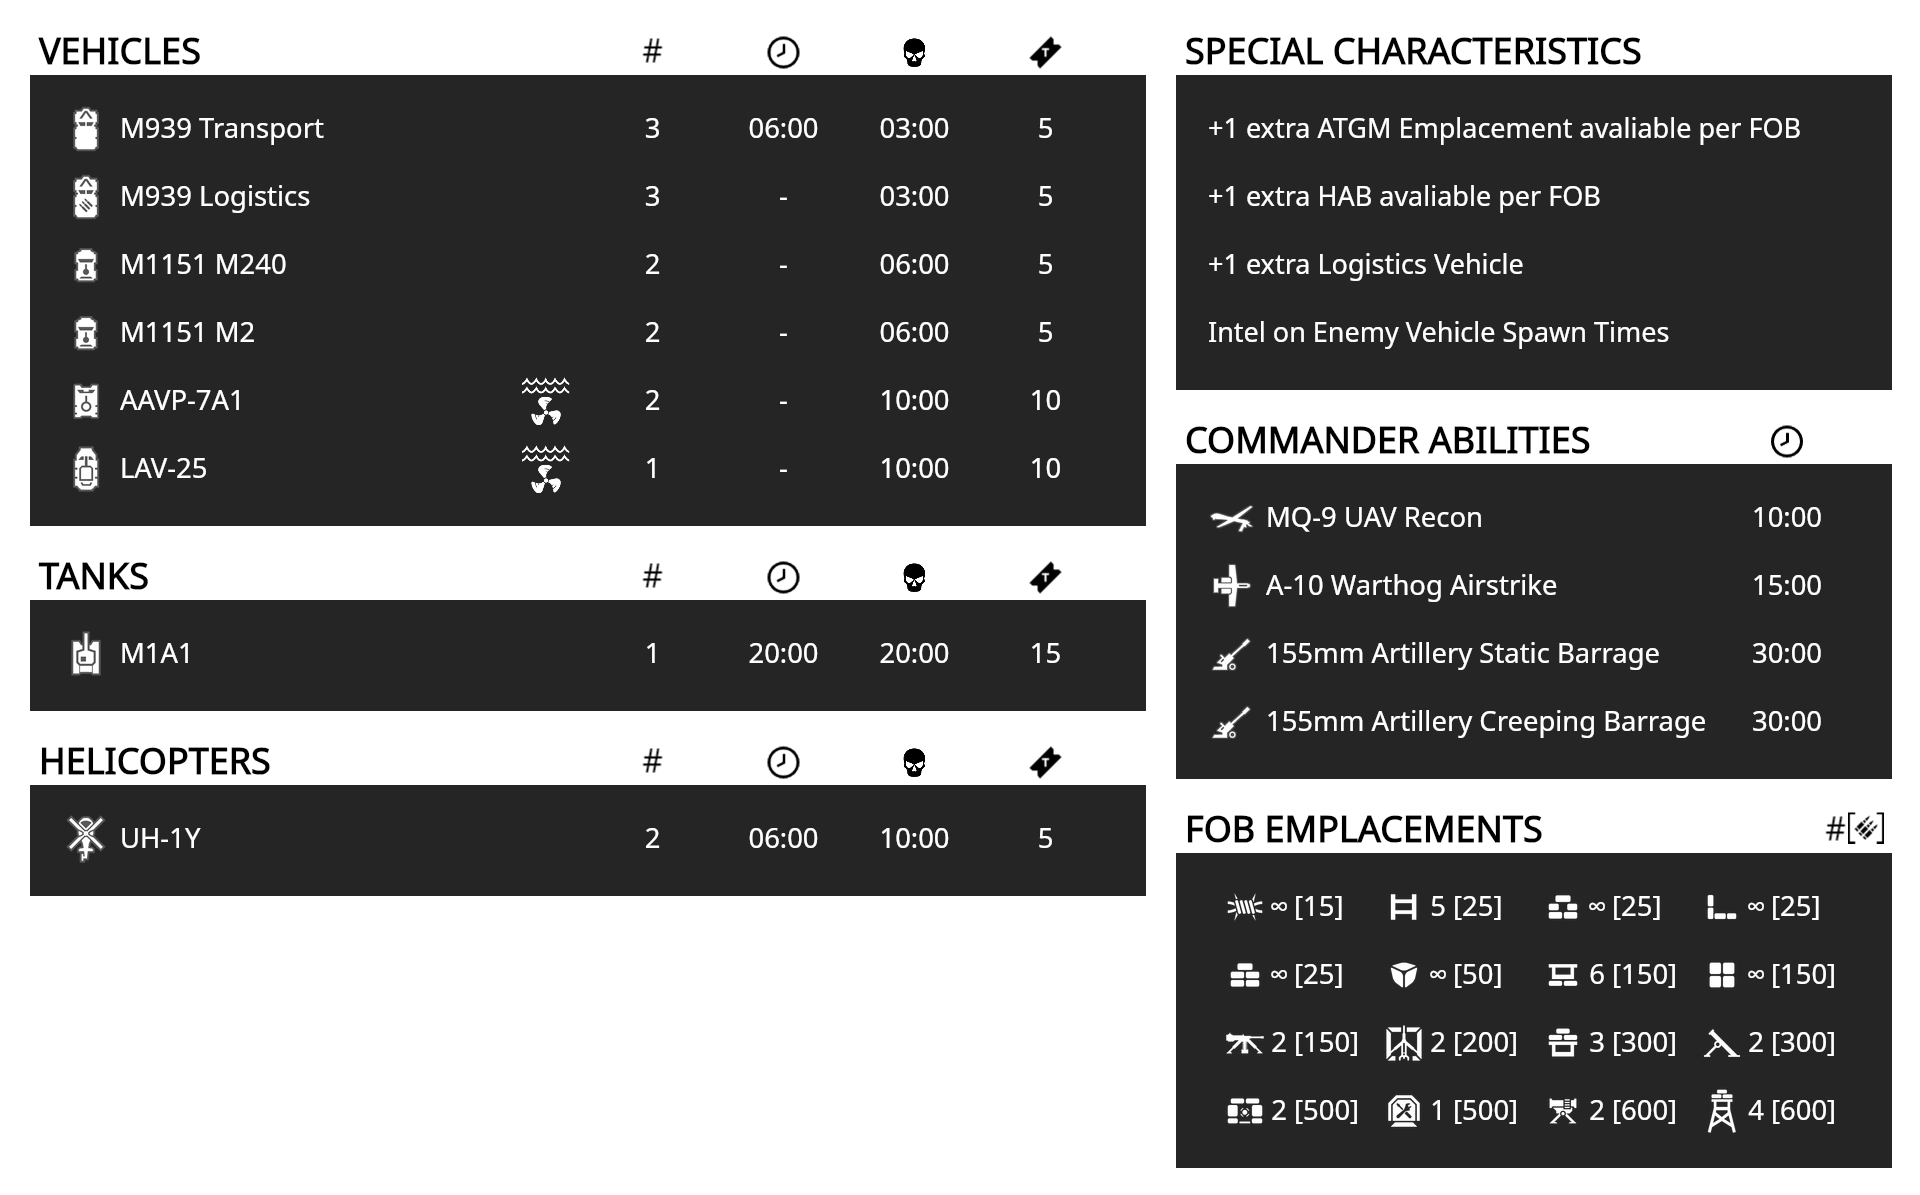 VEHICLES #
M939 Transport 3 06:00 03:00 5
M939 Logistics 3 - 03:00 5
M1151 M240 2 - 06:00 5
M1151 M2 2 - 06:00 5
AAVP-7A1 2 - 10:00 10
LAV-25 1 - 10:00 10
TANKS #
M1A1 1 20:00 20:00 15
HELICOPTERS #
UH-1Y 2 06:00 10:00 5
SPECIAL CHARACTERISTICS
+1 extra ATGM Emplacement avaliable per FOB
+1 extra HAB avaliable per FOB
+1 extra Logistics Vehicle
Intel on Enemy Vehicle Spawn Times
COMMANDER ABILITIES
MQ-9 UAV Recon 10:00
A-10 Warthog Airstrike 15:00
155mm Artillery Static Barrage 30:00
155mm Artillery Creeping Barrage 30:00
FOB EMPLACEMENTS #[]
∞ [15] 5 [25] ∞ [25] ∞ [25]
∞ [25] ∞ [50] 6 [150] ∞ [150]
2 [150] 2 [200] 3 [300] 2 [300]
2 [500] 1 [500] 2 [600] 4 [600]